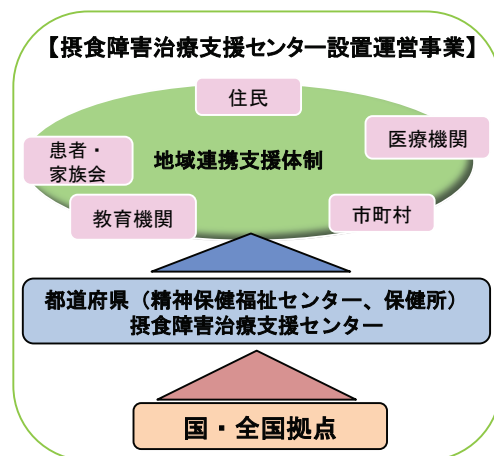 【摂食障害治療支援センター設置運営事業】
住民
医療機関
患者・
家族会
地域連携支援体制
教育機関
市町村
都道府県（精神保健福祉センター、保健所）
摂食障害治療支援センター
国・全国拠点